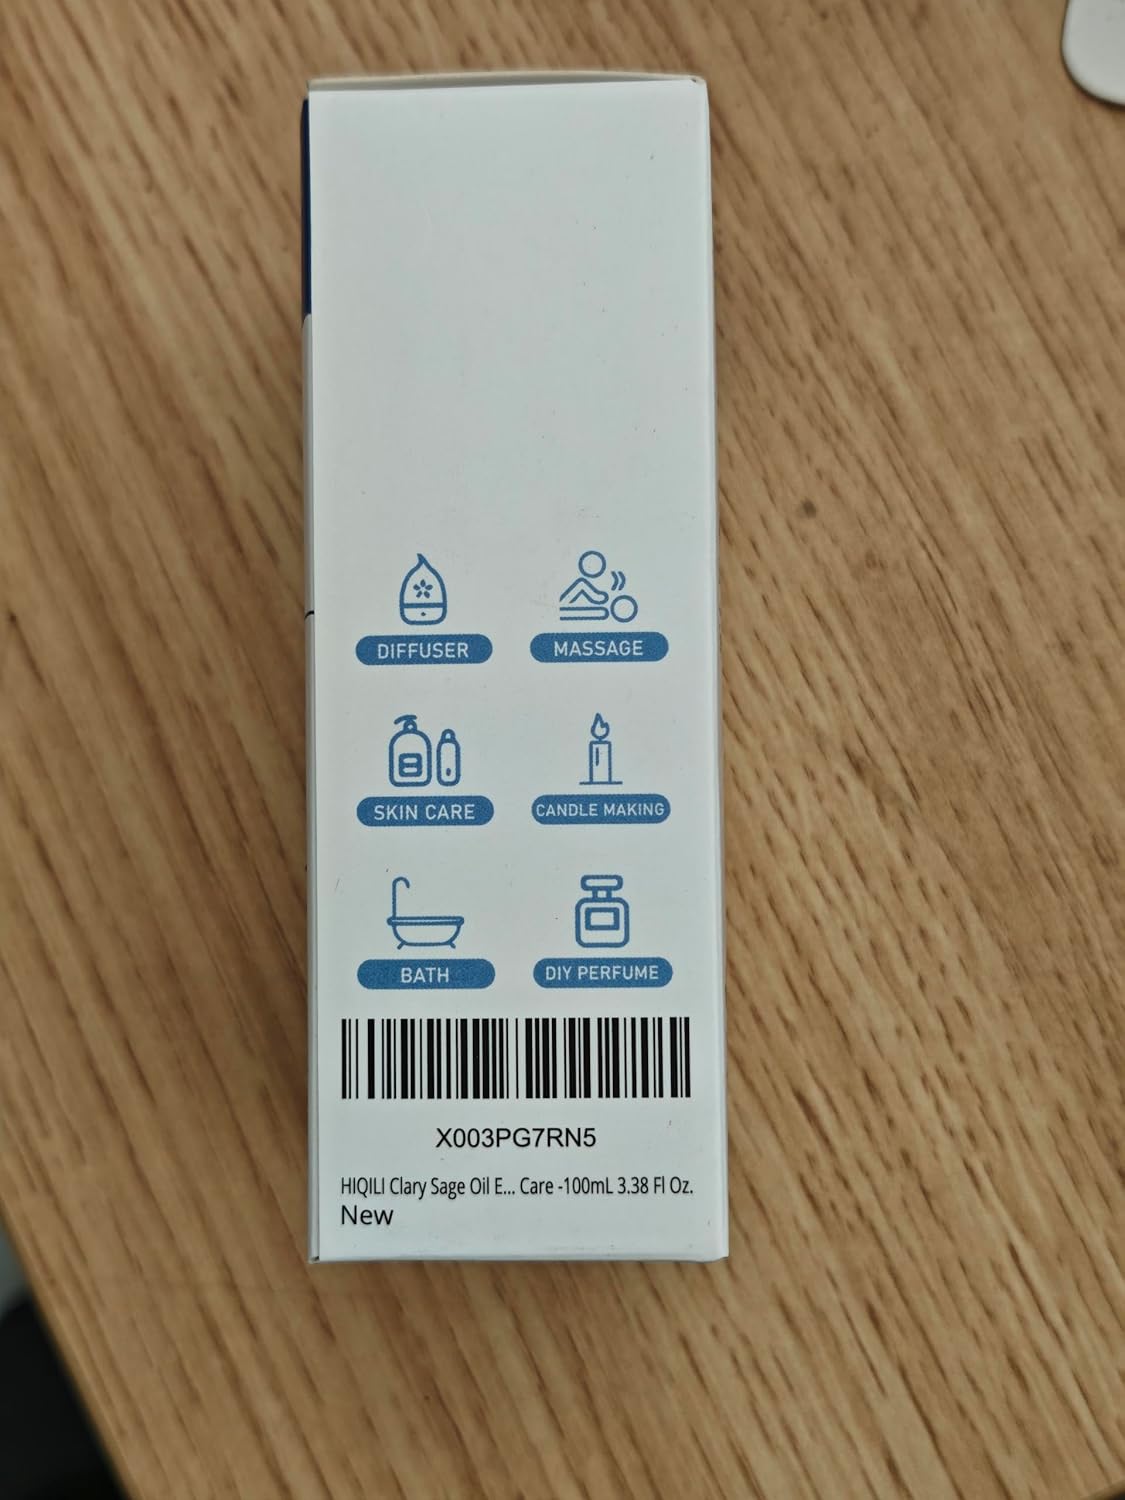 DIFFUSER MASSAGE
SKIN CARE CANDLE MAKING
BATH DIY PERFUME
X003PG7RN5
HIQILI Clary Sage Oil E... Care -100mL 3.38 Fl Oz.
New